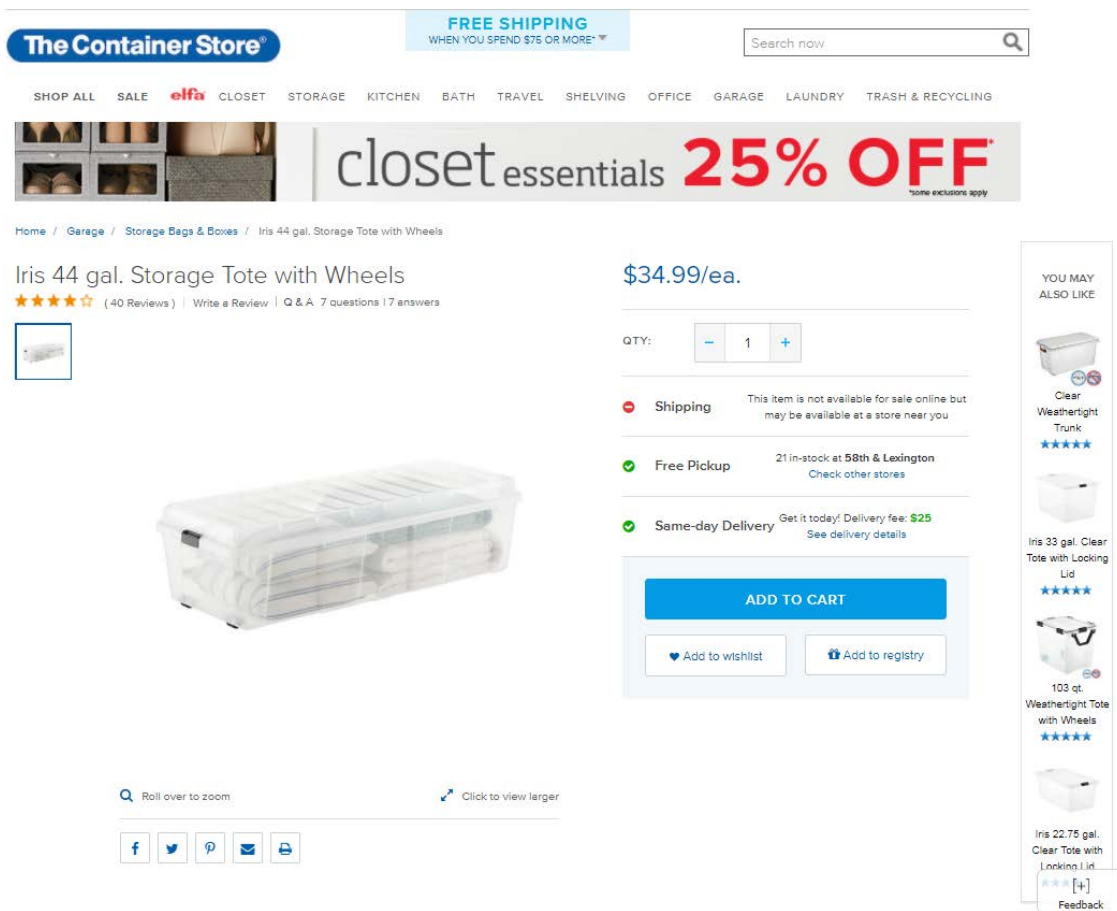 FREE SHIPPING
WHEN YOU SPEND $75 OR MORE*
The Container Store®
Search now
SHOP ALL SALE elfa CLOSET STORAGE KITCHEN BATH TRAVEL SHELVING OFFICE GARAGE LAUNDRY TRASH & RECYCLING
closet essentials 25% OFF*
*some exclusions apply
Home / Garage / Storage Bags & Boxes / Iris 44 gal. Storage Tote with Wheels
Iris 44 gal. Storage Tote with Wheels
(40 Reviews) | Write a Review | Q & A 7 questions | 7 answers
$34.99/ea.
QTY: − 1 +
Shipping
This item is not available for sale online but
may be available at a store near you
Free Pickup
21 in-stock at 58th & Lexington
Check other stores
Same-day Delivery
Get it today! Delivery fee: $25
See delivery details
ADD TO CART
Add to wishlist
Add to registry
Roll over to zoom
Click to view larger
YOU MAY
ALSO LIKE
Clear
Weathertight
Trunk
Iris 33 gal. Clear
Tote with Locking
Lid
103 qt.
Weathertight Tote
with Wheels
Iris 22.75 gal.
Clear Tote with
Locking Lid
[+]
Feedback